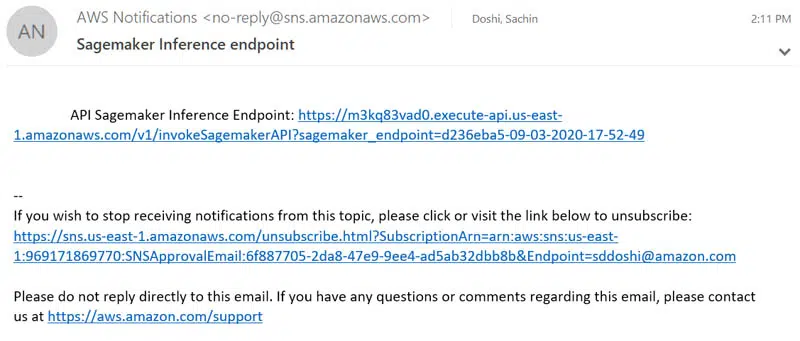 AN
AWS Notifications <no-reply@sns.amazonaws.com>
Doshi, Sachin
2:11 PM
Sagemaker Inference endpoint
API Sagemaker Inference Endpoint: https://m3kq83vad0.execute-api.us-east-
1.amazonaws.com/v1/invokeSagemakerAPI?sagemaker_endpoint=d236eba5-09-03-2020-17-52-49
--
If you wish to stop receiving notifications from this topic, please click or visit the link below to unsubscribe:
https://sns.us-east-1.amazonaws.com/unsubscribe.html?SubscriptionArn=arn:aws:sns:us-east-
1:969171869770:SNSApprovalEmail:6f887705-2da8-47e9-9ee4-ad5ab32dbb8b&Endpoint=sddoshi@amazon.com
Please do not reply directly to this email. If you have any questions or comments regarding this email, please contact
us at https://aws.amazon.com/support